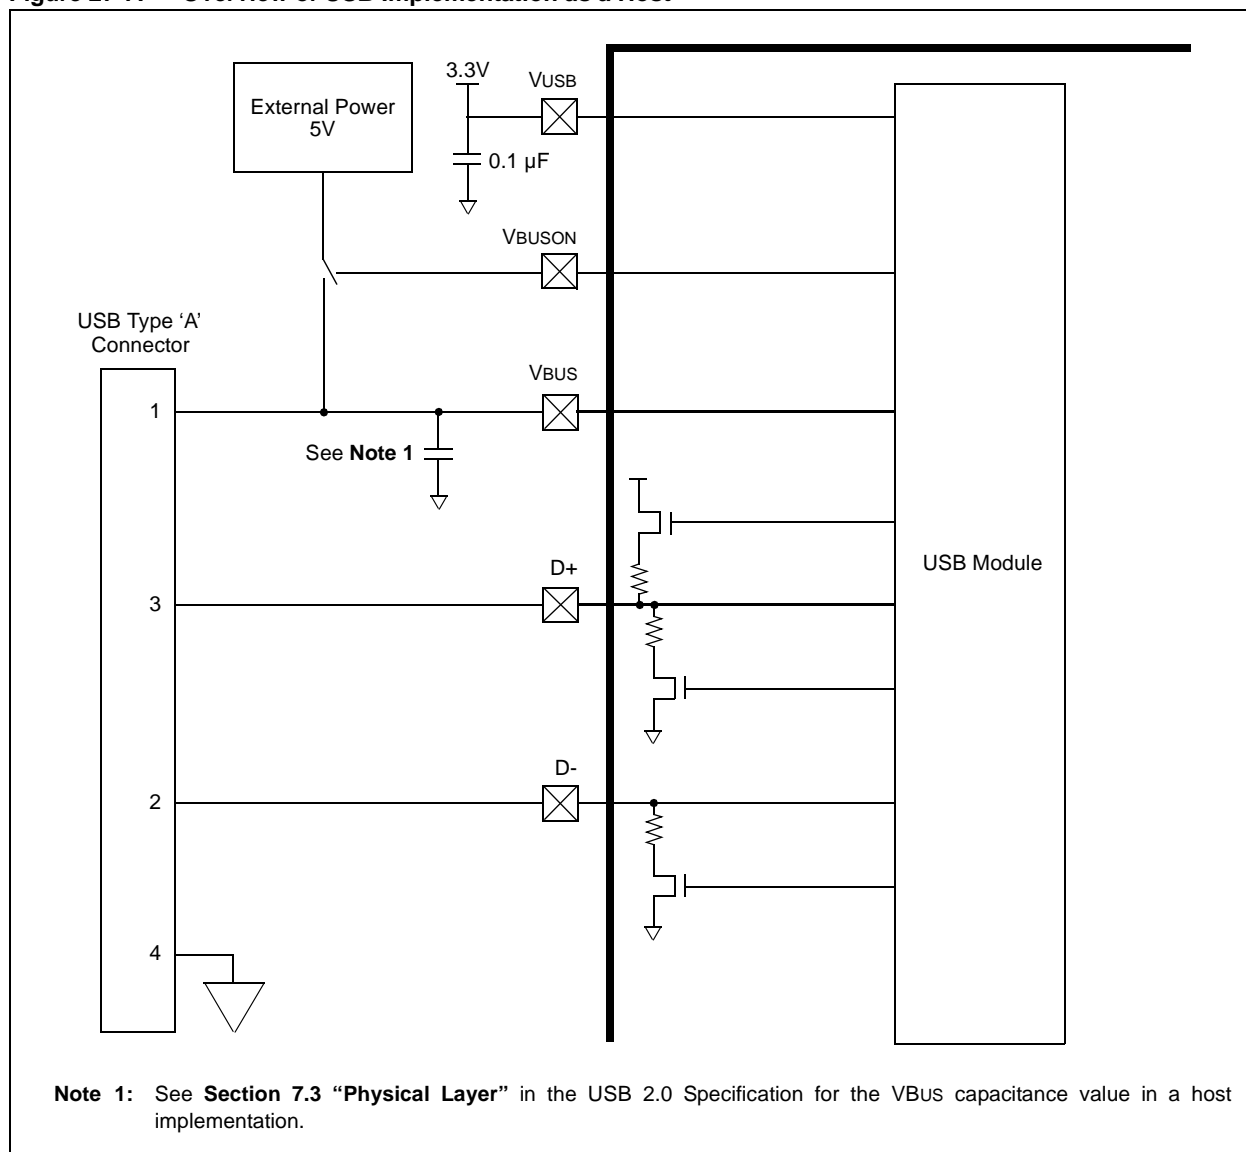 3.3V
VUSB
External Power
5V
0.1 µF
VBUSON
USB Type ‘A’
Connector
VBUS
1
See Note 1
USB Module
D+
3
D-
2
4
Note 1: See Section 7.3 “Physical Layer” in the USB 2.0 Specification for the VBUS capacitance value in a host
implementation.